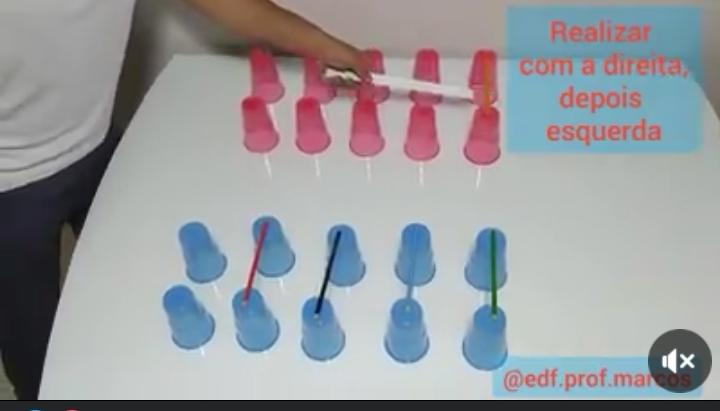 Realizar
com a direita,
depois
esquerda
@edf.prof.marcos